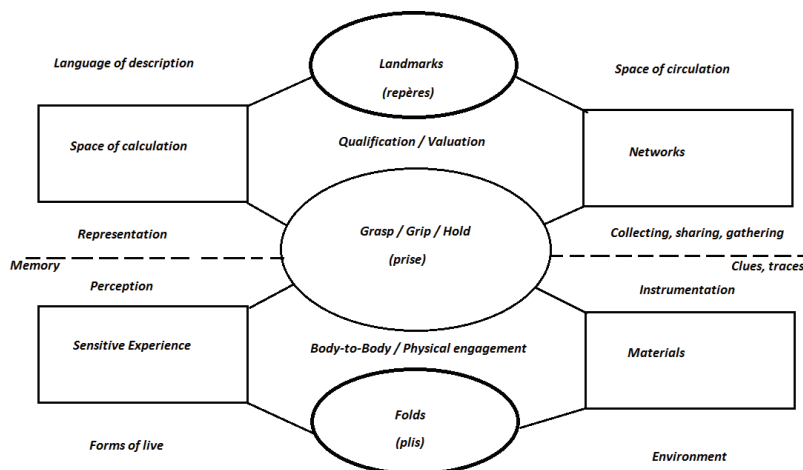 Language of description
Landmarks
(repères)
Space of circulation
Space of calculation
Qualification / Valuation
Networks
Representation
Grasp / Grip / Hold
(prise)
Collecting, sharing, gathering
Memory
Clues, traces
Perception
Instrumentation
Sensitive Experience
Body-to-Body / Physical engagement
Materials
Folds
(plis)
Forms of live
Environment